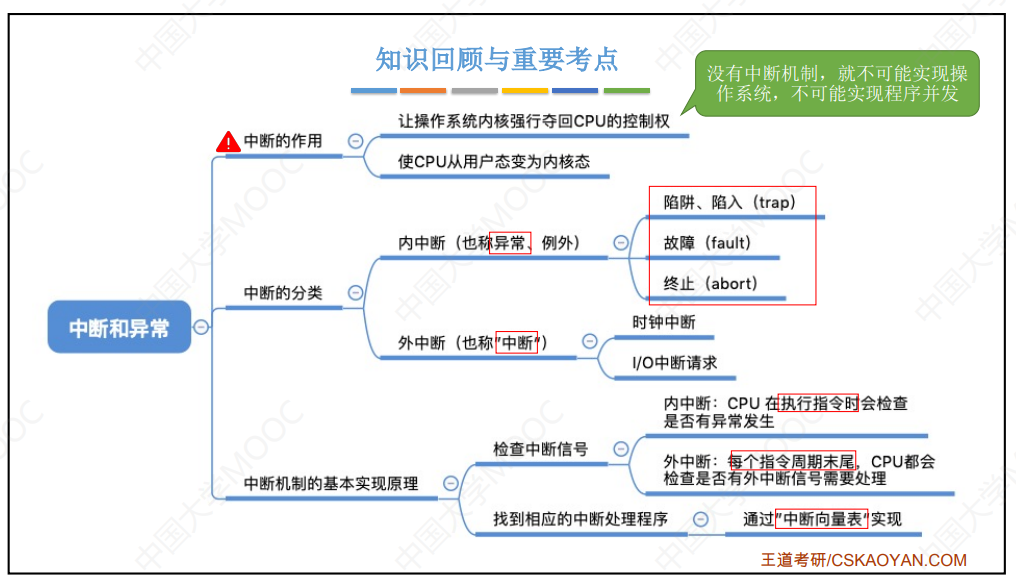 知识回顾与重要考点
没有中断机制，就不可能实现操
作系统，不可能实现程序并发
中断和异常
中断的作用
让操作系统内核强行夺回CPU的控制权
使CPU从用户态变为内核态
中断的分类
内中断（也称异常、例外）
陷阱、陷入（trap）
故障（fault）
终止（abort）
外中断（也称"中断"）
时钟中断
I/O中断请求
中断机制的基本实现原理
检查中断信号
内中断：CPU 在执行指令时会检查
是否有异常发生
外中断：每个指令周期末尾，CPU都会
检查是否有外中断信号需要处理
找到相应的中断处理程序
通过"中断向量表"实现
王道考研/CSKAOYAN.COM
中国大学MOOC